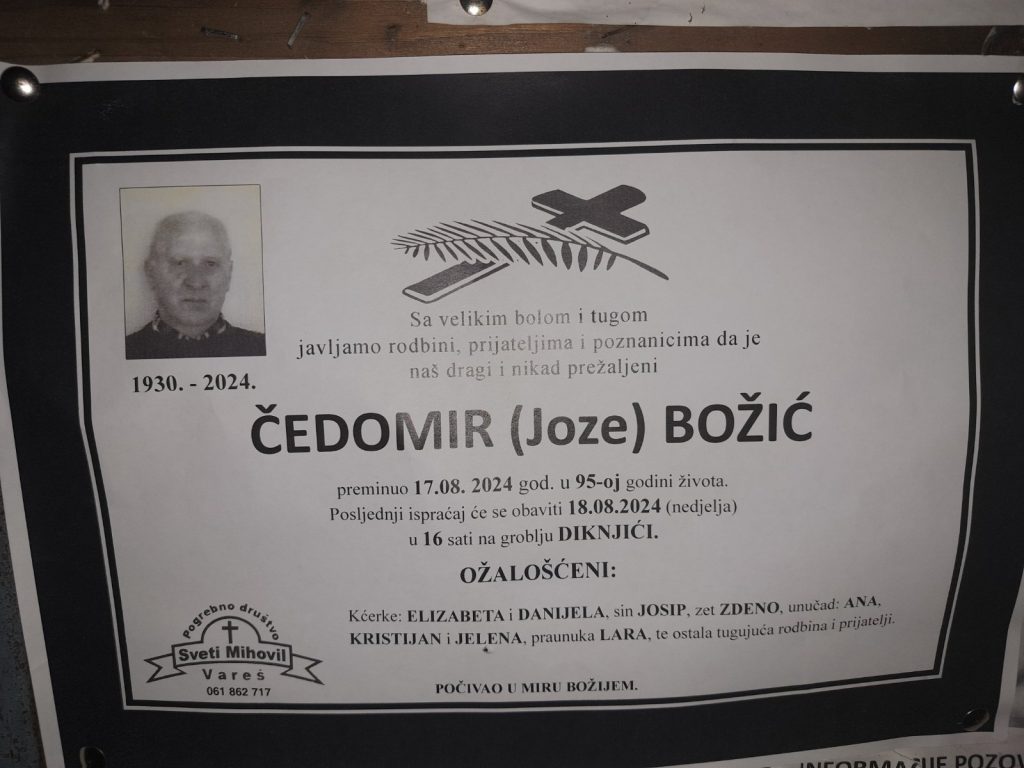 Sa velikim bolom i tugom
javljamo rodbini, prijateljima i poznanicima da je
naš dragi i nikad prežaljeni
1930. - 2024.
ČEDOMIR (Joze) BOŽIĆ
preminuo 17.08. 2024 god. u 95-oj godini života.
Posljednji ispraćaj će se obaviti 18.08.2024 (nedjelja)
u 16 sati na groblju DIKNJIĆI.
OŽALOŠĆENI:
Kćerke: ELIZABETA i DANIJELA, sin JOSIP, zet ZDENO, unučad: ANA,
KRISTIJAN i JELENA, praunuka LARA, te ostala tugujuća rodbina i prijatelji.
Pogrebno društvo
Sveti Mihovil
Vareš
061 862 717
POČIVAO U MIRU BOŽIJEM.